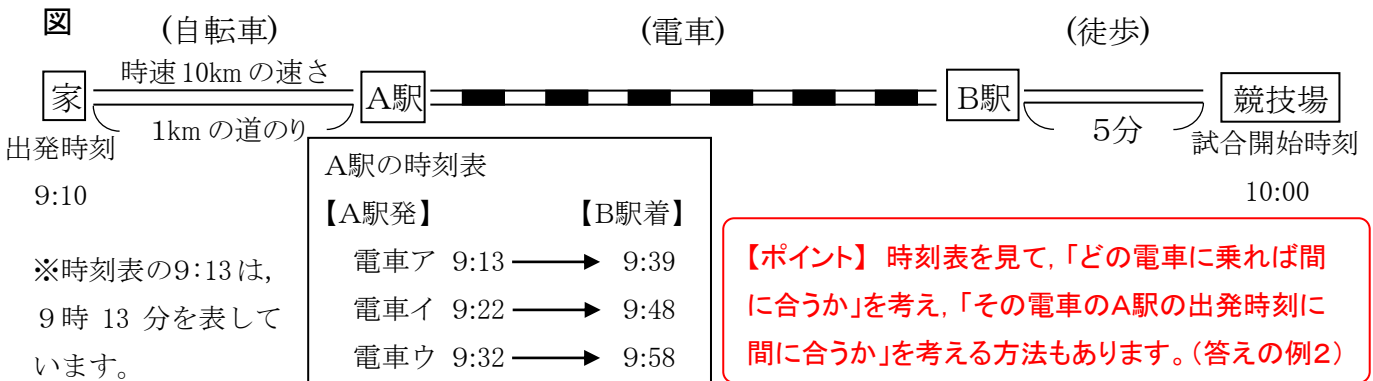 図
(自転車)
(電車)
(徒歩)
時速10kmの速さ
家
A駅
B駅
競技場
1kmの道のり
5分
出発時刻
9:10
試合開始時刻
10:00
A駅の時刻表
【A駅発】 【B駅着】
電車ア 9:13 → 9:39
電車イ 9:22 → 9:48
電車ウ 9:32 → 9:58
※時刻表の9:13は,
9時 13 分を表して
います。
【ポイント】 時刻表を見て,「どの電車に乗れば間
に合うか」を考え,「その電車のA駅の出発時刻に
間に合うか」を考える方法もあります。(答えの例2)